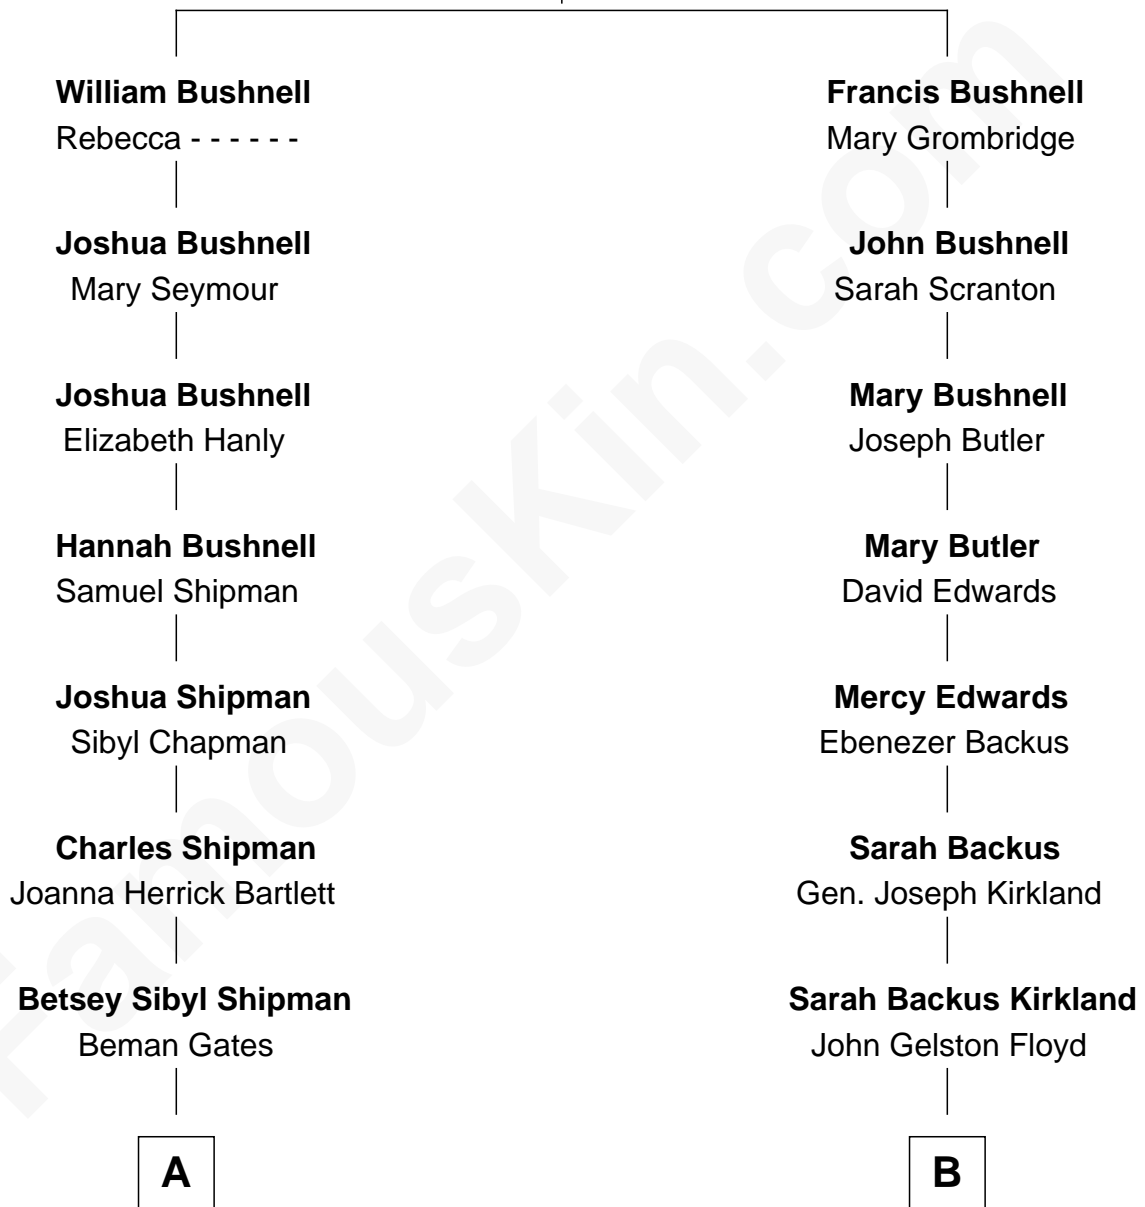 William Bushnell
Rebecca - - - - - -
Francis Bushnell
Mary Grombridge
Joshua Bushnell
Mary Seymour
John Bushnell
Sarah Scranton
Joshua Bushnell
Elizabeth Hanly
Mary Bushnell
Joseph Butler
Hannah Bushnell
Samuel Shipman
Mary Butler
David Edwards
Joshua Shipman
Sibyl Chapman
Mercy Edwards
Ebenezer Backus
Charles Shipman
Joanna Herrick Bartlett
Sarah Backus
Gen. Joseph Kirkland
Betsey Sibyl Shipman
Beman Gates
Sarah Backus Kirkland
John Gelston Floyd
A
B
FamousKin.com